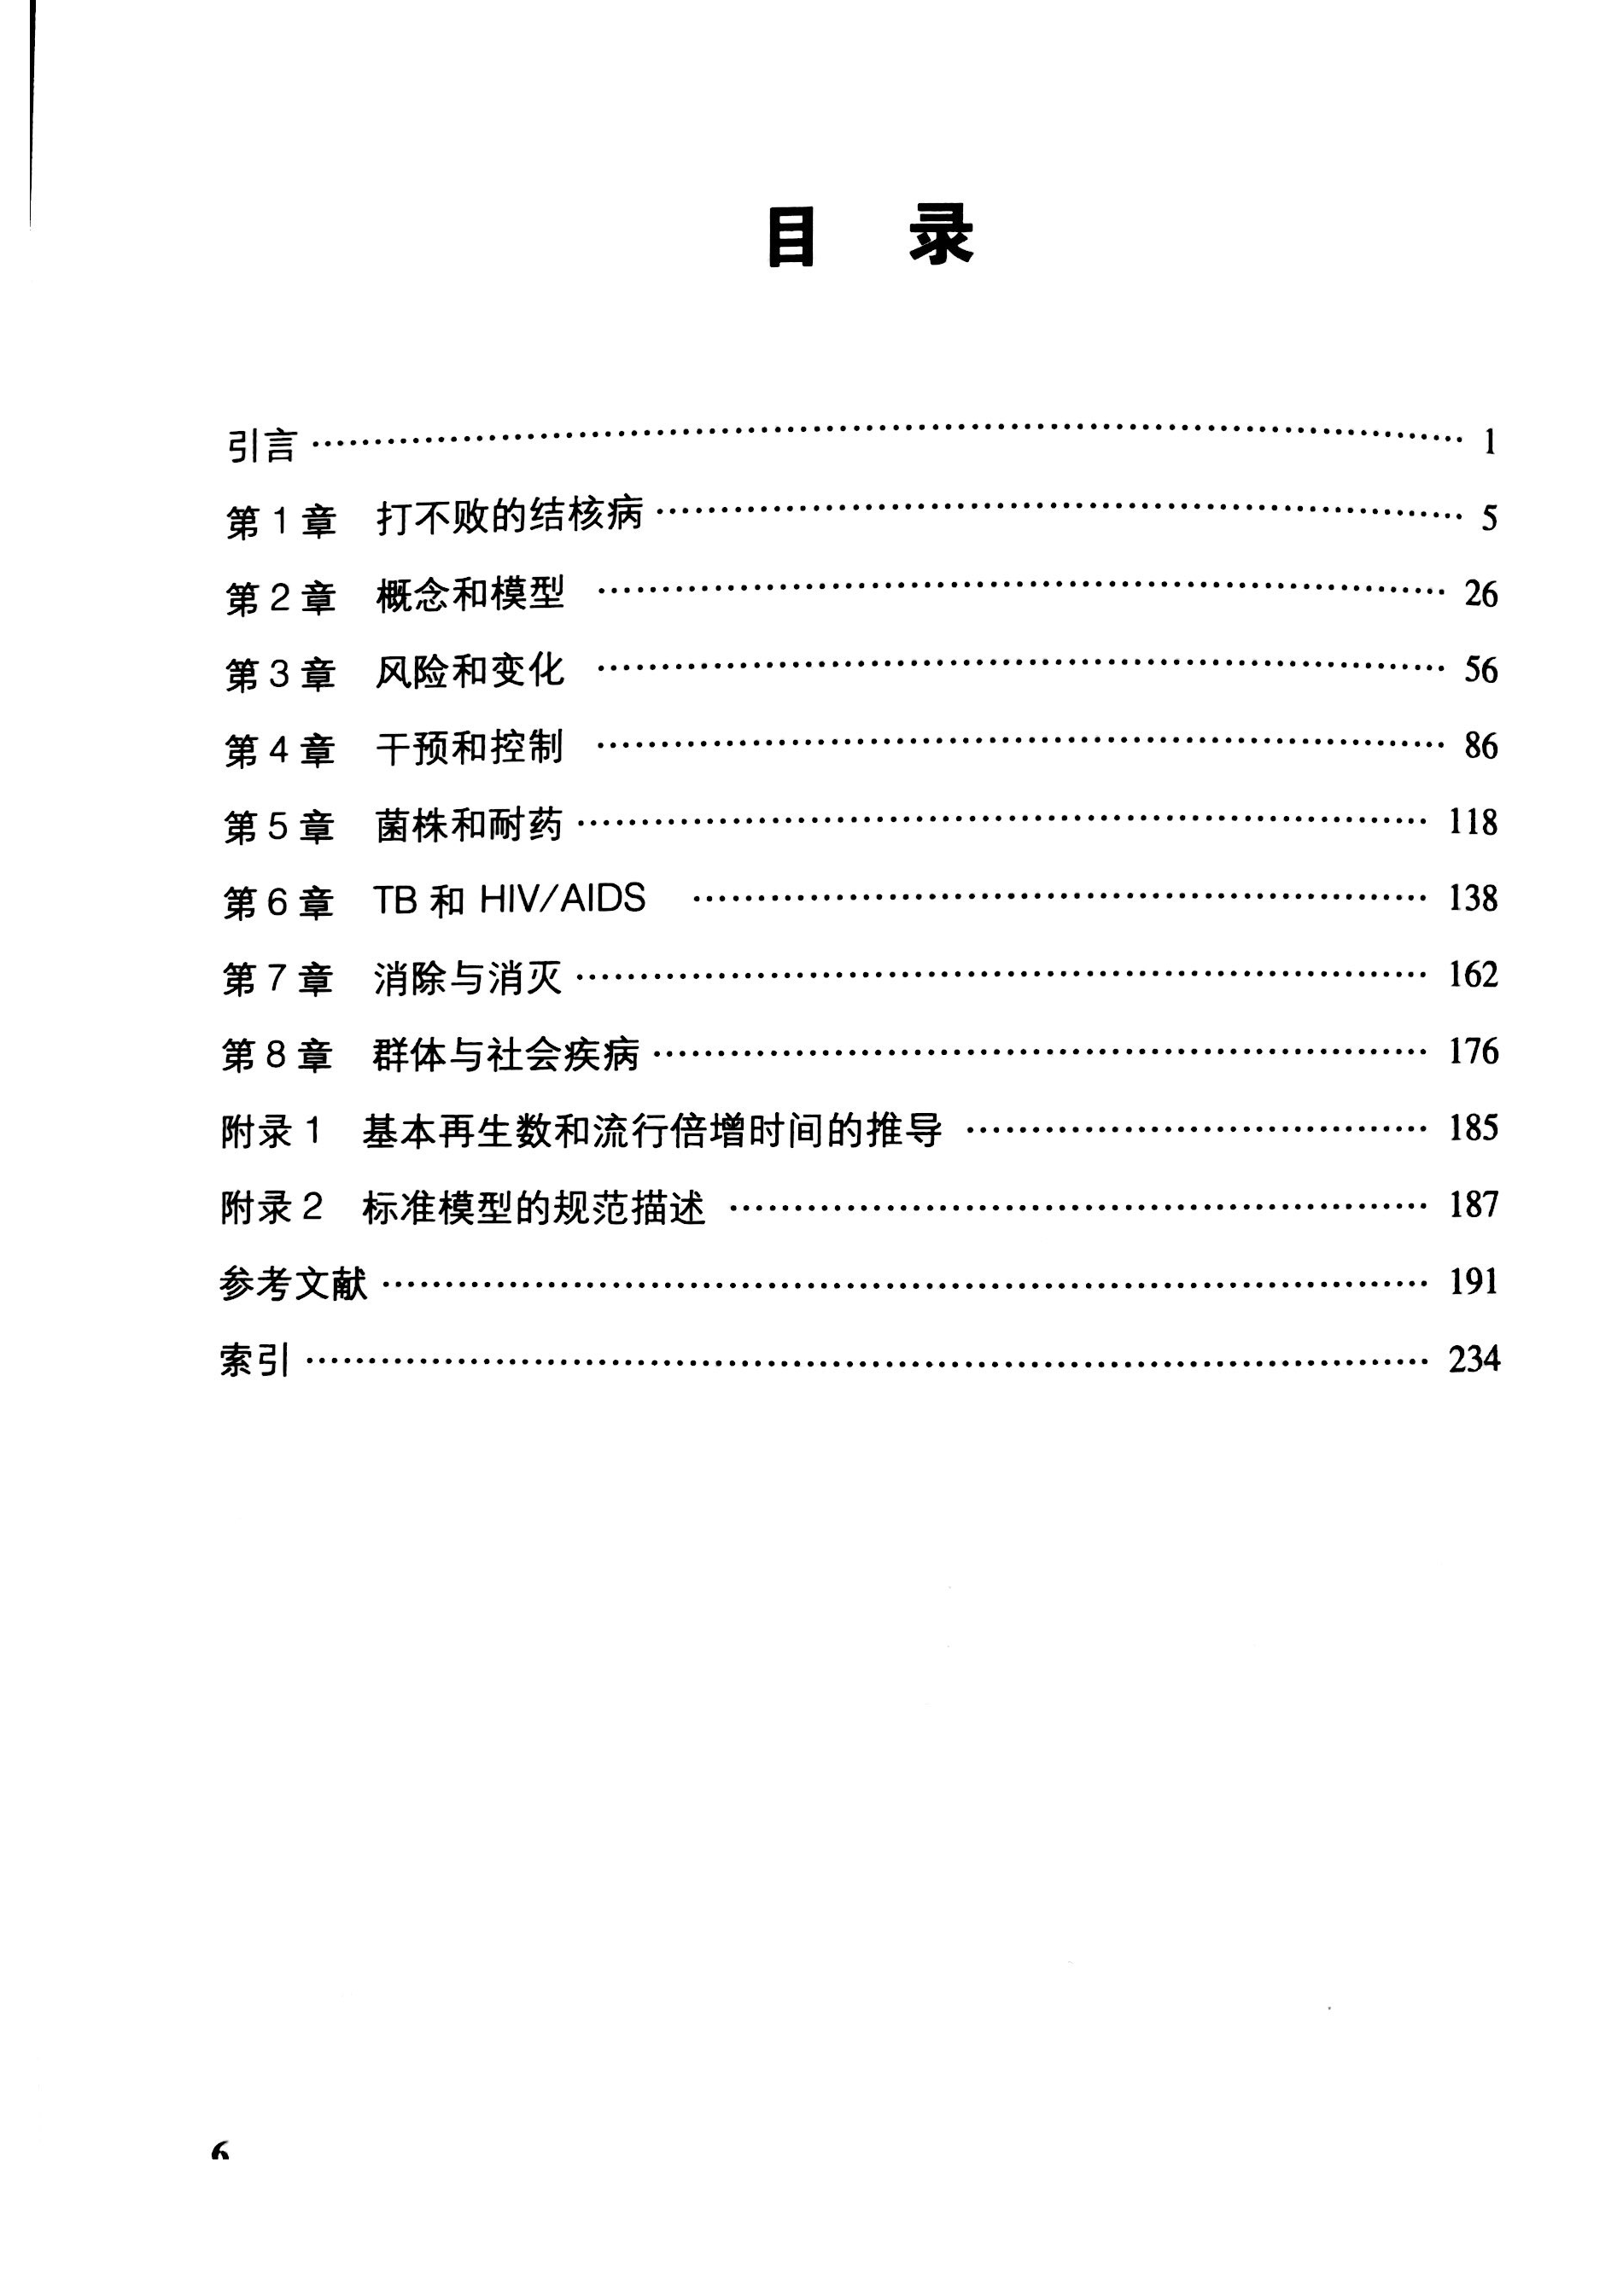 目 录
引言 …………………………………………………………………… 1
第1章 打不败的结核病 …………………………………………………… 5
第2章 概念和模型 ……………………………………………………… 26
第3章 风险和变化 ……………………………………………………… 56
第4章 干预和控制 ……………………………………………………… 86
第5章 菌株和耐药 ……………………………………………………… 118
第6章 TB 和 HIV/AIDS ………………………………………………… 138
第7章 消除与消灭 ……………………………………………………… 162
第8章 群体与社会疾病 …………………………………………………… 176
附录1 基本再生数和流行倍增时间的推导 ……………………………… 185
附录2 标准模型的规范描述 ……………………………………………… 187
参考文献 ………………………………………………………………… 191
索引 ……………………………………………………………………… 234
6